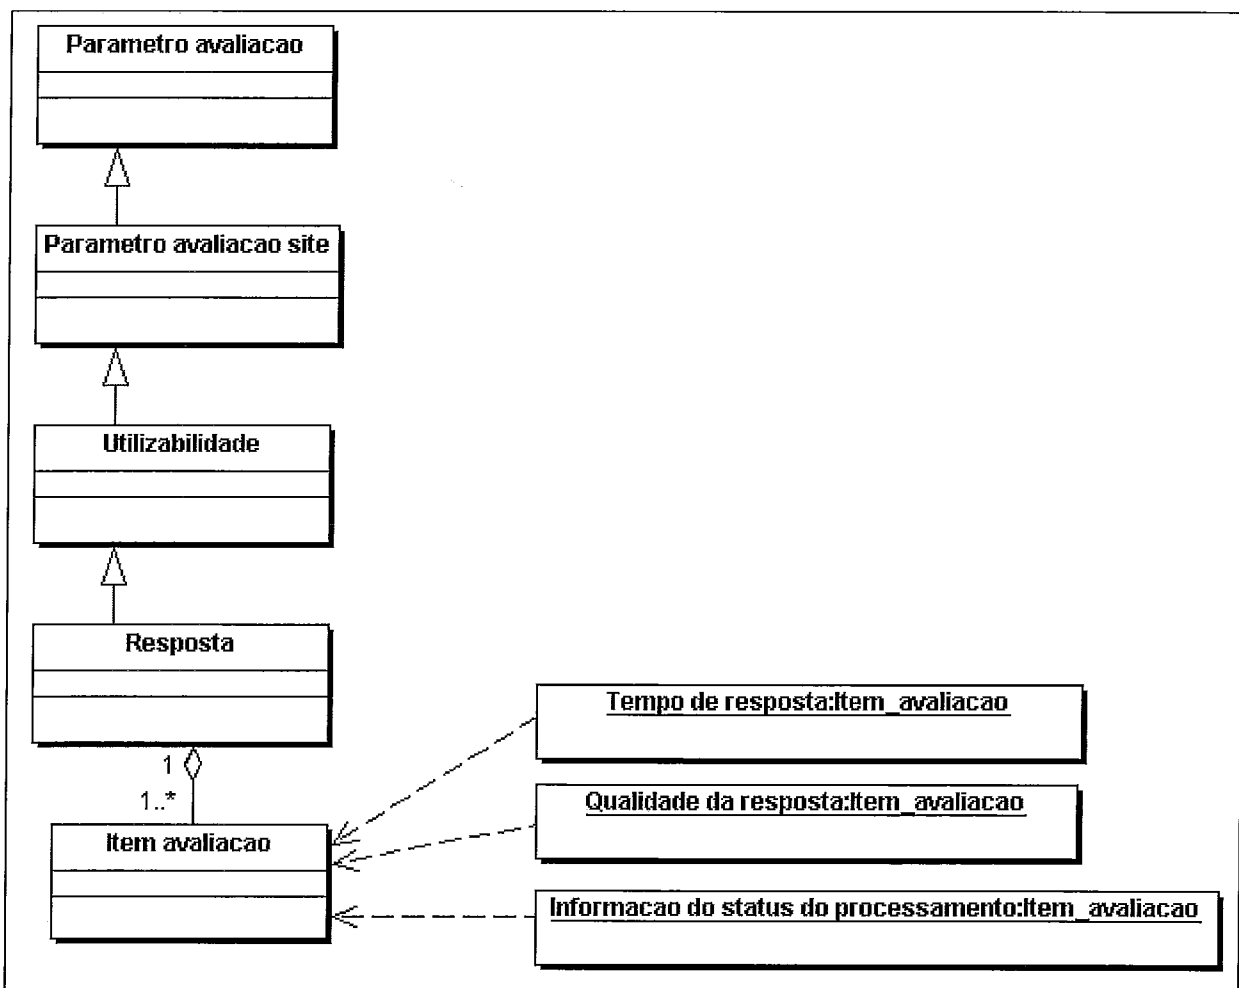 Parametro avaliacao
Parametro avaliacao site
Utilizabilidade
Resposta
1
1..*
Item avaliacao
Tempo de resposta:Item_avaliacao
Qualidade da resposta:Item_avaliacao
Informacao do status do processamento:Item_avaliacao